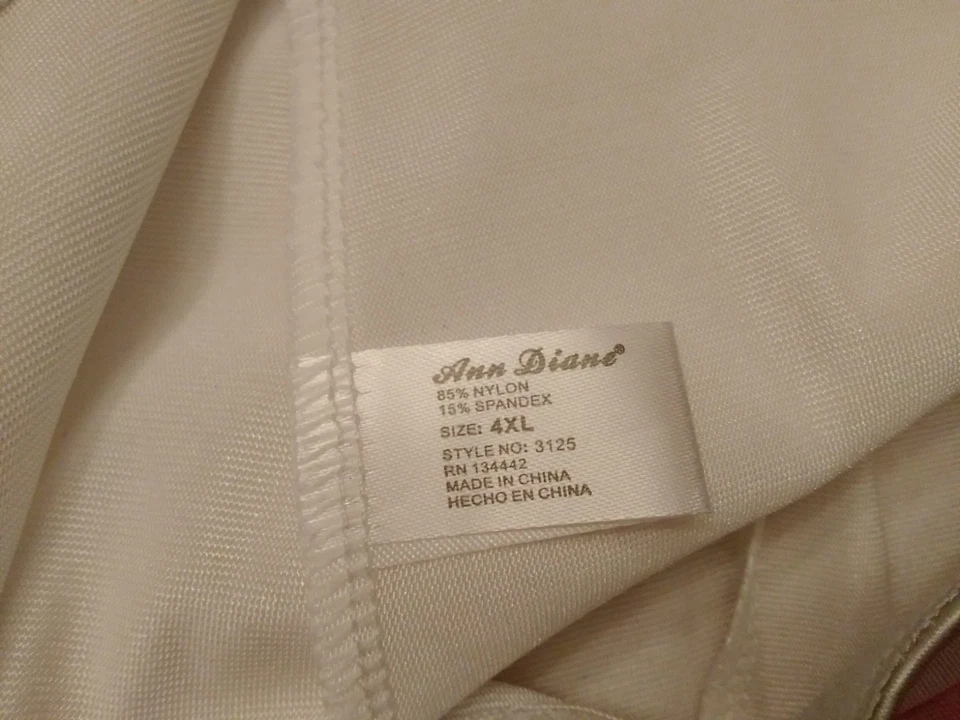 Ann Diane®
85% NYLON
15% SPANDEX
SIZE: 4XL
STYLE NO: 3125
RN 134442
MADE IN CHINA
HECHO EN CHINA